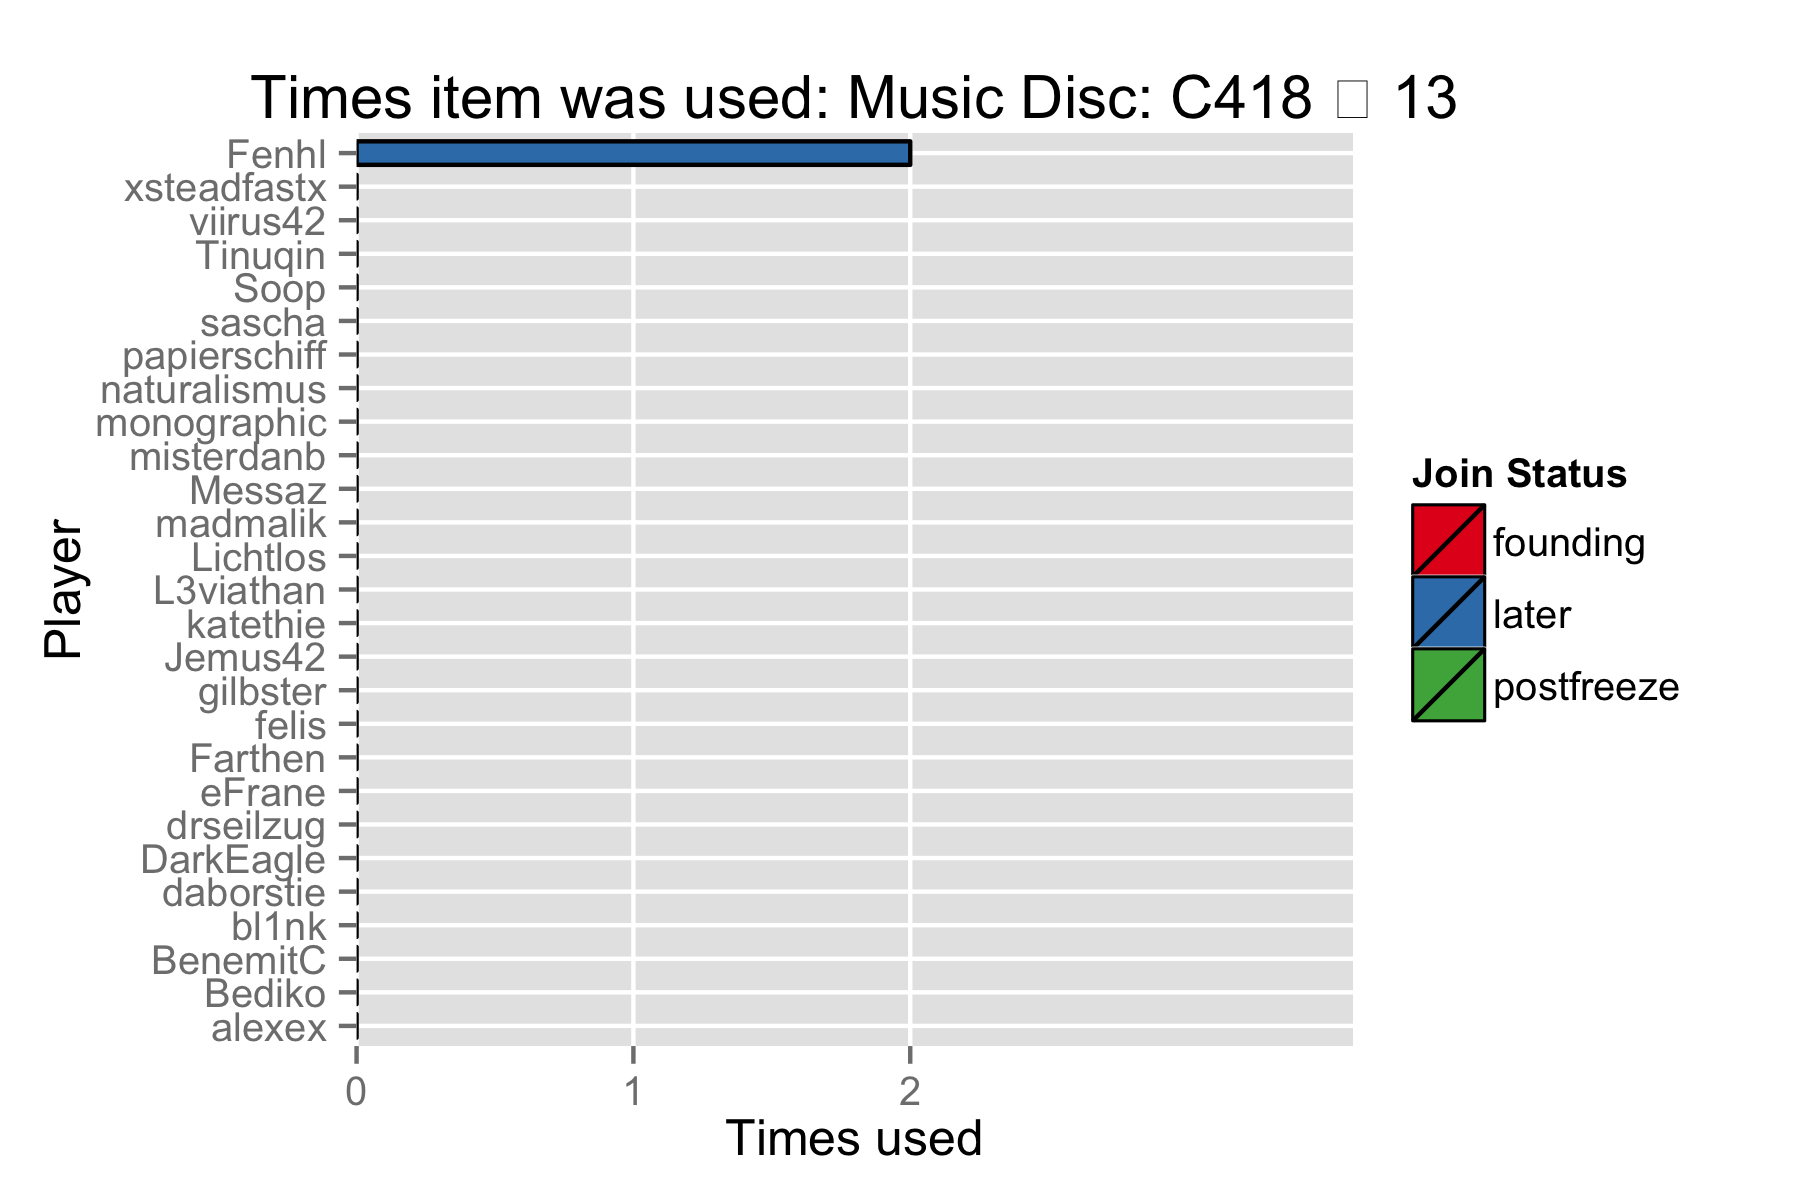 Times item was used: Music Disc: C418 □ 13
Player
Fenhl
xsteadfastx
viirus42
Tinuqin
Soop
sascha
papierschiff
naturalismus
monographic
misterdanb
Messaz
madmalik
Lichtlos
L3viathan
katethie
Jemus42
gilbster
felis
Farthen
eFrane
drseilzug
DarkEagle
daborstie
bl1nk
BenemitC
Bediko
alexex
0 1 2
Times used
Join Status
founding
later
postfreeze